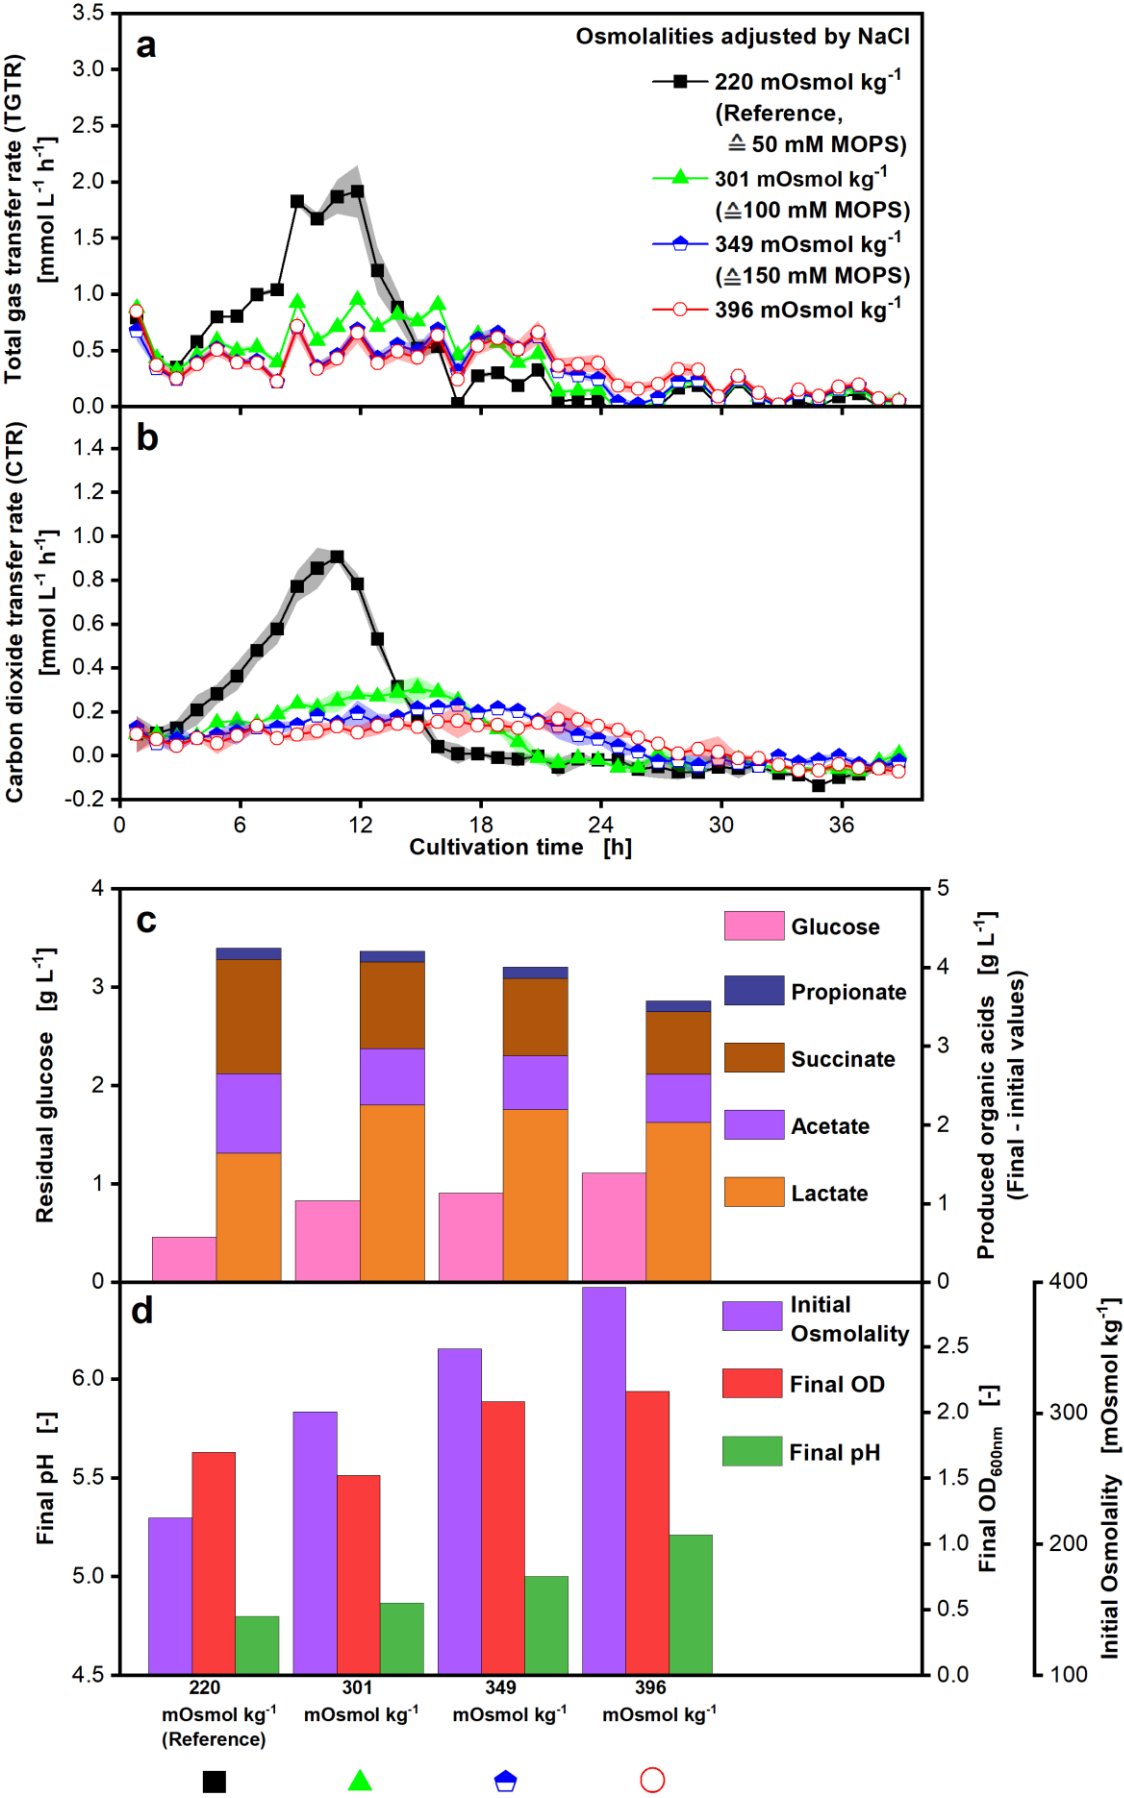 a
Osmolalities adjusted by NaCl
220 mOsmol kg⁻¹
(Reference,
≙ 50 mM MOPS)
301 mOsmol kg⁻¹
(≙100 mM MOPS)
349 mOsmol kg⁻¹
(≙150 mM MOPS)
396 mOsmol kg⁻¹
Total gas transfer rate (TGTR)
[mmol L⁻¹ h⁻¹]
3.5
3.0
2.5
2.0
1.5
1.0
0.5
0.0
b
Carbon dioxide transfer rate (CTR)
[mmol L⁻¹ h⁻¹]
1.4
1.2
1.0
0.8
0.6
0.4
0.2
0.0
-0.2
0 6 12 18 24 30 36
Cultivation time [h]
c
Residual glucose [g L⁻¹]
4
3
2
1
0
Glucose
Propionate
Succinate
Acetate
Lactate
5
4
3
2
1
0
Produced organic acids [g L⁻¹]
(Final - initial values)
d
Final pH [-]
6.0
5.5
5.0
4.5
Initial
Osmolality
Final OD
Final pH
2.5
2.0
1.5
1.0
0.5
0.0
Final OD600nm [-]
400
300
200
100
Initial Osmolality [mOsmol kg⁻¹]
220 301 349 396
mOsmol kg⁻¹ mOsmol kg⁻¹ mOsmol kg⁻¹ mOsmol kg⁻¹
(Reference)